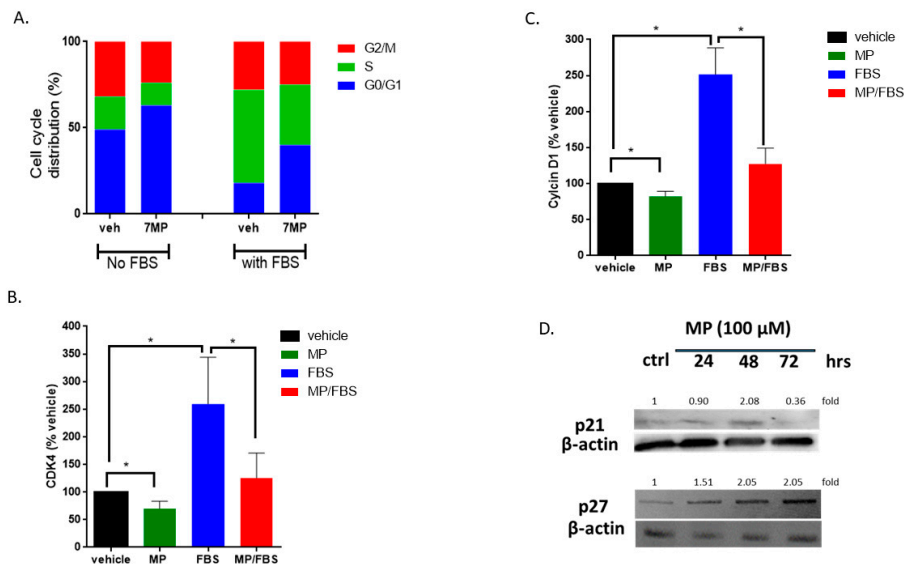 A.
100
50
0
Cell cycle
distribution (%)
G2/M
S
G0/G1
veh 7MP veh 7MP
No FBS with FBS
B.
400
350
300
250
200
150
100
50
0
CDK4 (% vehicle)
*
*
*
vehicle
MP
FBS
MP/FBS
vehicle MP FBS MP/FBS
C.
300
250
200
150
100
50
0
Cylcin D1 (% vehicle)
*
*
*
vehicle
MP
FBS
MP/FBS
vehicle MP FBS MP/FBS
D.
MP (100 µM)
ctrl 24 48 72 hrs
1 0.90 2.08 0.36 fold
p21
β-actin
1 1.51 2.05 2.05 fold
p27
β-actin